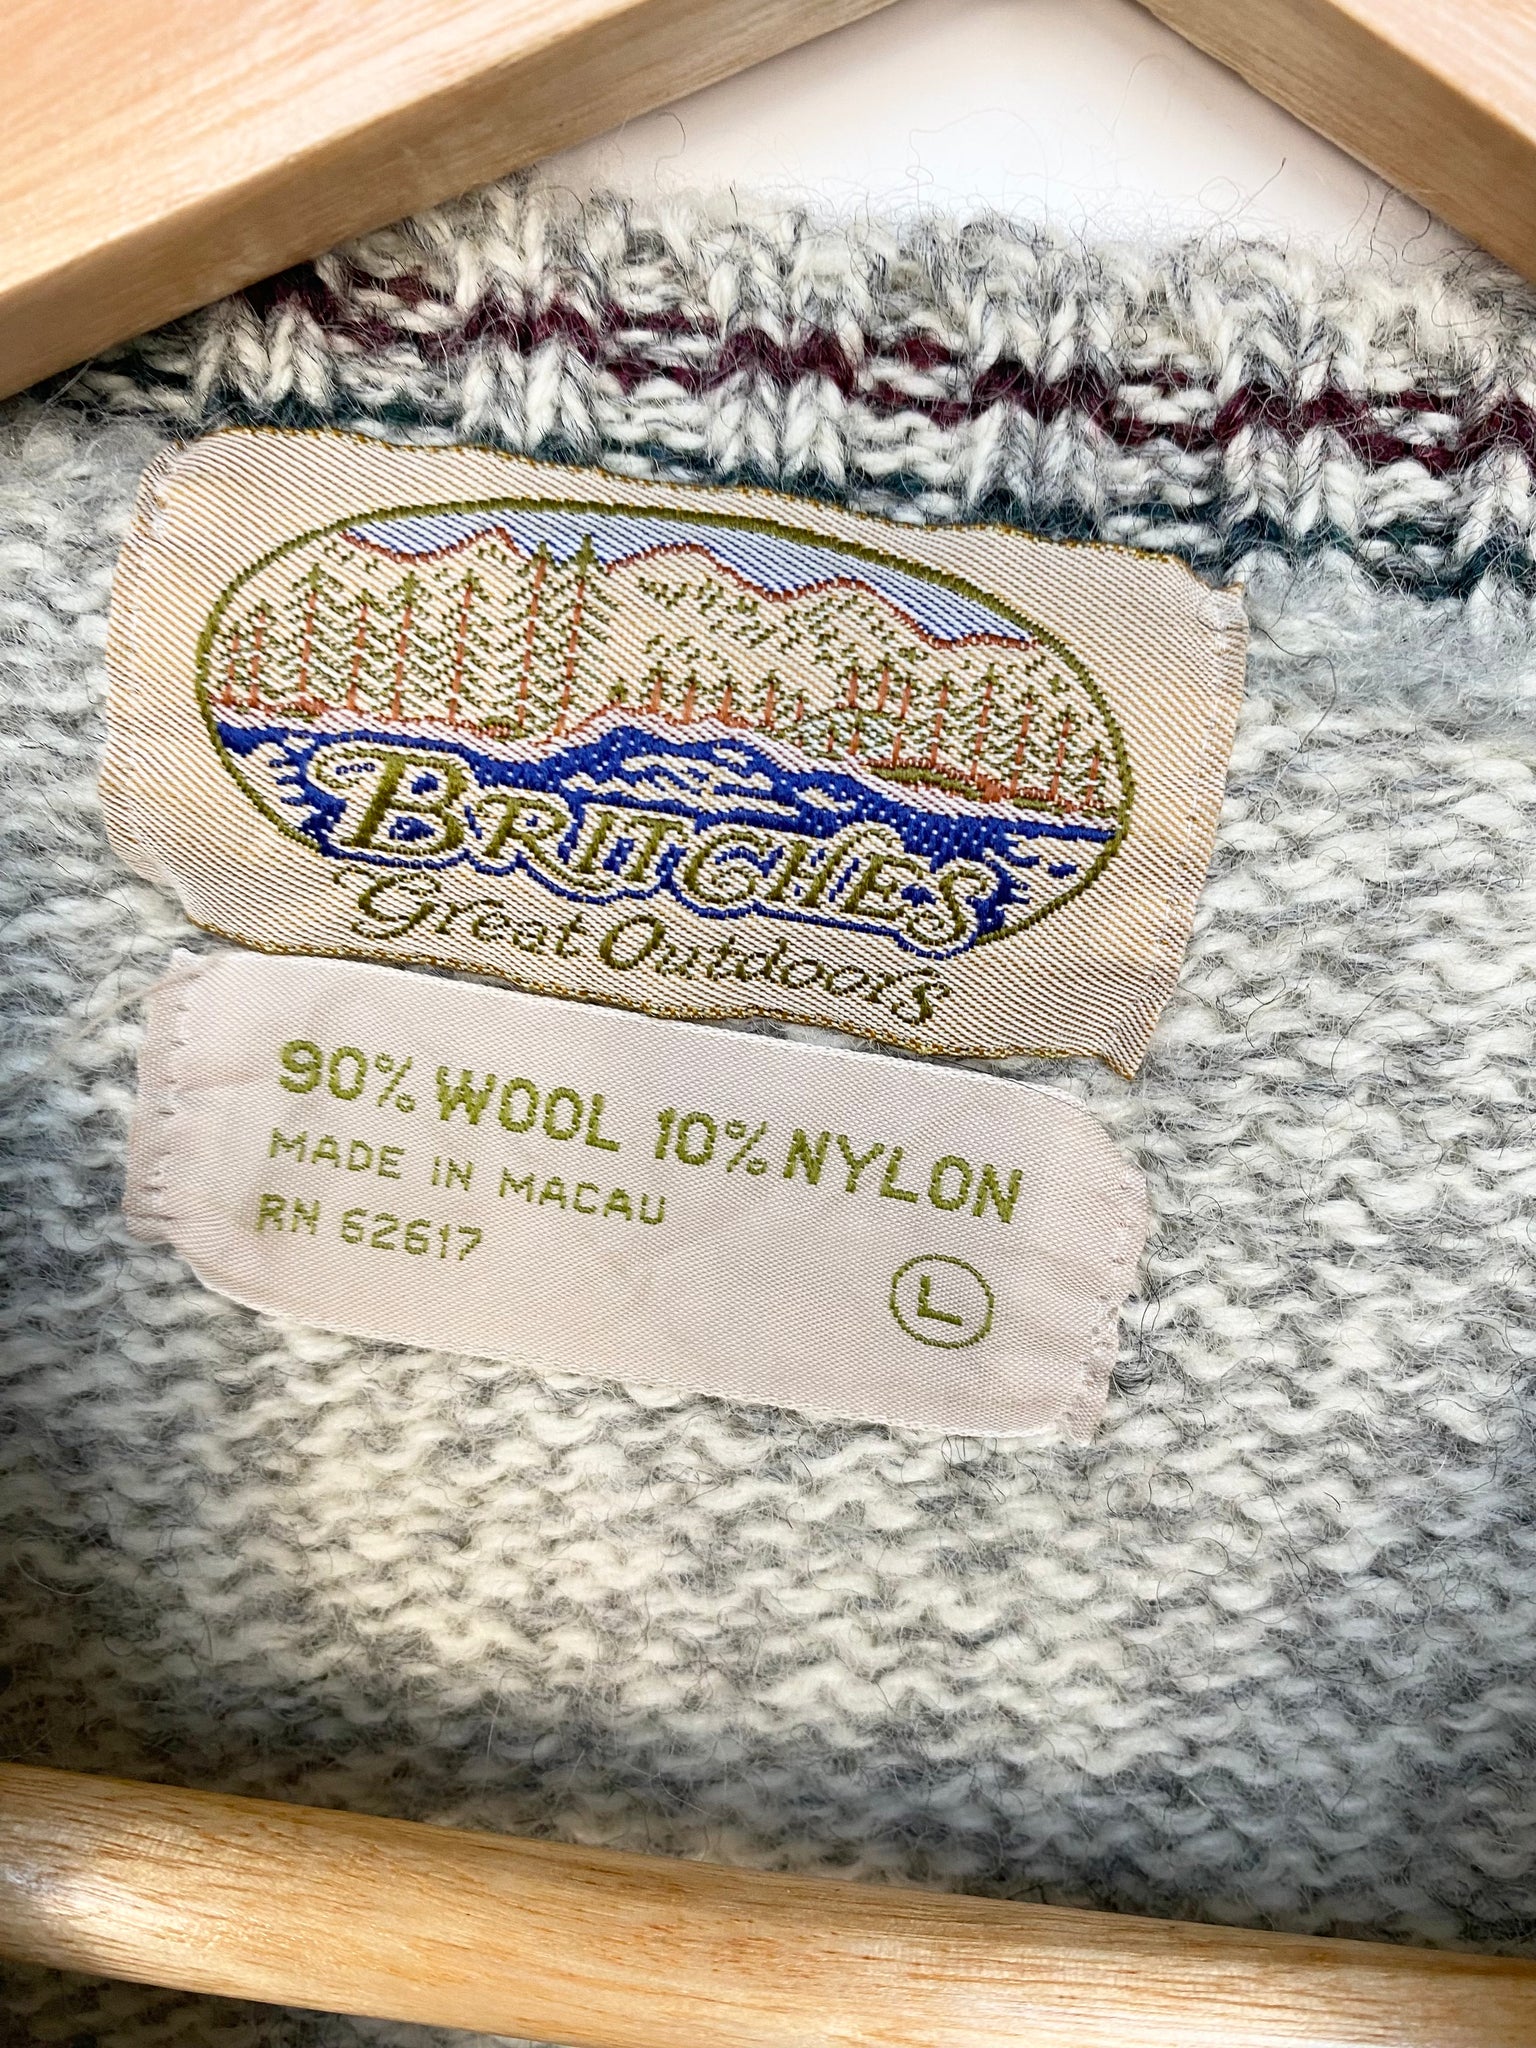 BRITCHES
Great Outdoors
90% WOOL 10% NYLON
MADE IN MACAU
RN 62617
L